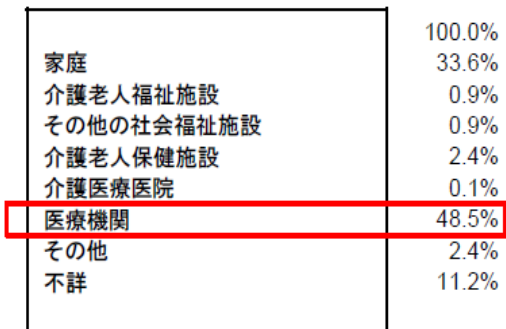 100.0%
家庭 33.6%
介護老人福祉施設 0.9%
その他の社会福祉施設 0.9%
介護老人保健施設 2.4%
介護医療医院 0.1%
医療機関 48.5%
その他 2.4%
不詳 11.2%